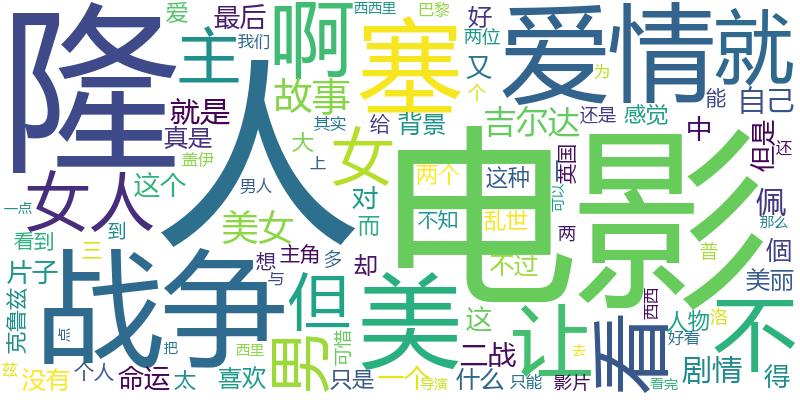 爱
最后
西西里
巴黎
好
隆
主
我们
啊
塞
两位
爱情
就
又
故事
个
为
能
自己
就是
人
真是
其实
给
背景
吉尔达
还是
感觉
中
但是
还
盖伊
大
上
女
电影
英国
女人
这个
男人
两个
这种
可以
佩
一点
美女
对
不知
乱世
两
那么
到
而
看到
三
普
個
战争
想
主角
多
却
不过
片子
与
但
美
美丽
克鲁兹
这
让
西西
不
点
看
人物
洛
男
可惜
好看
兹
把
西里
二战
去
剧情
没有
个人
命运
太
喜欢
只是
一个
导演
什么
只能
影片
看完
得